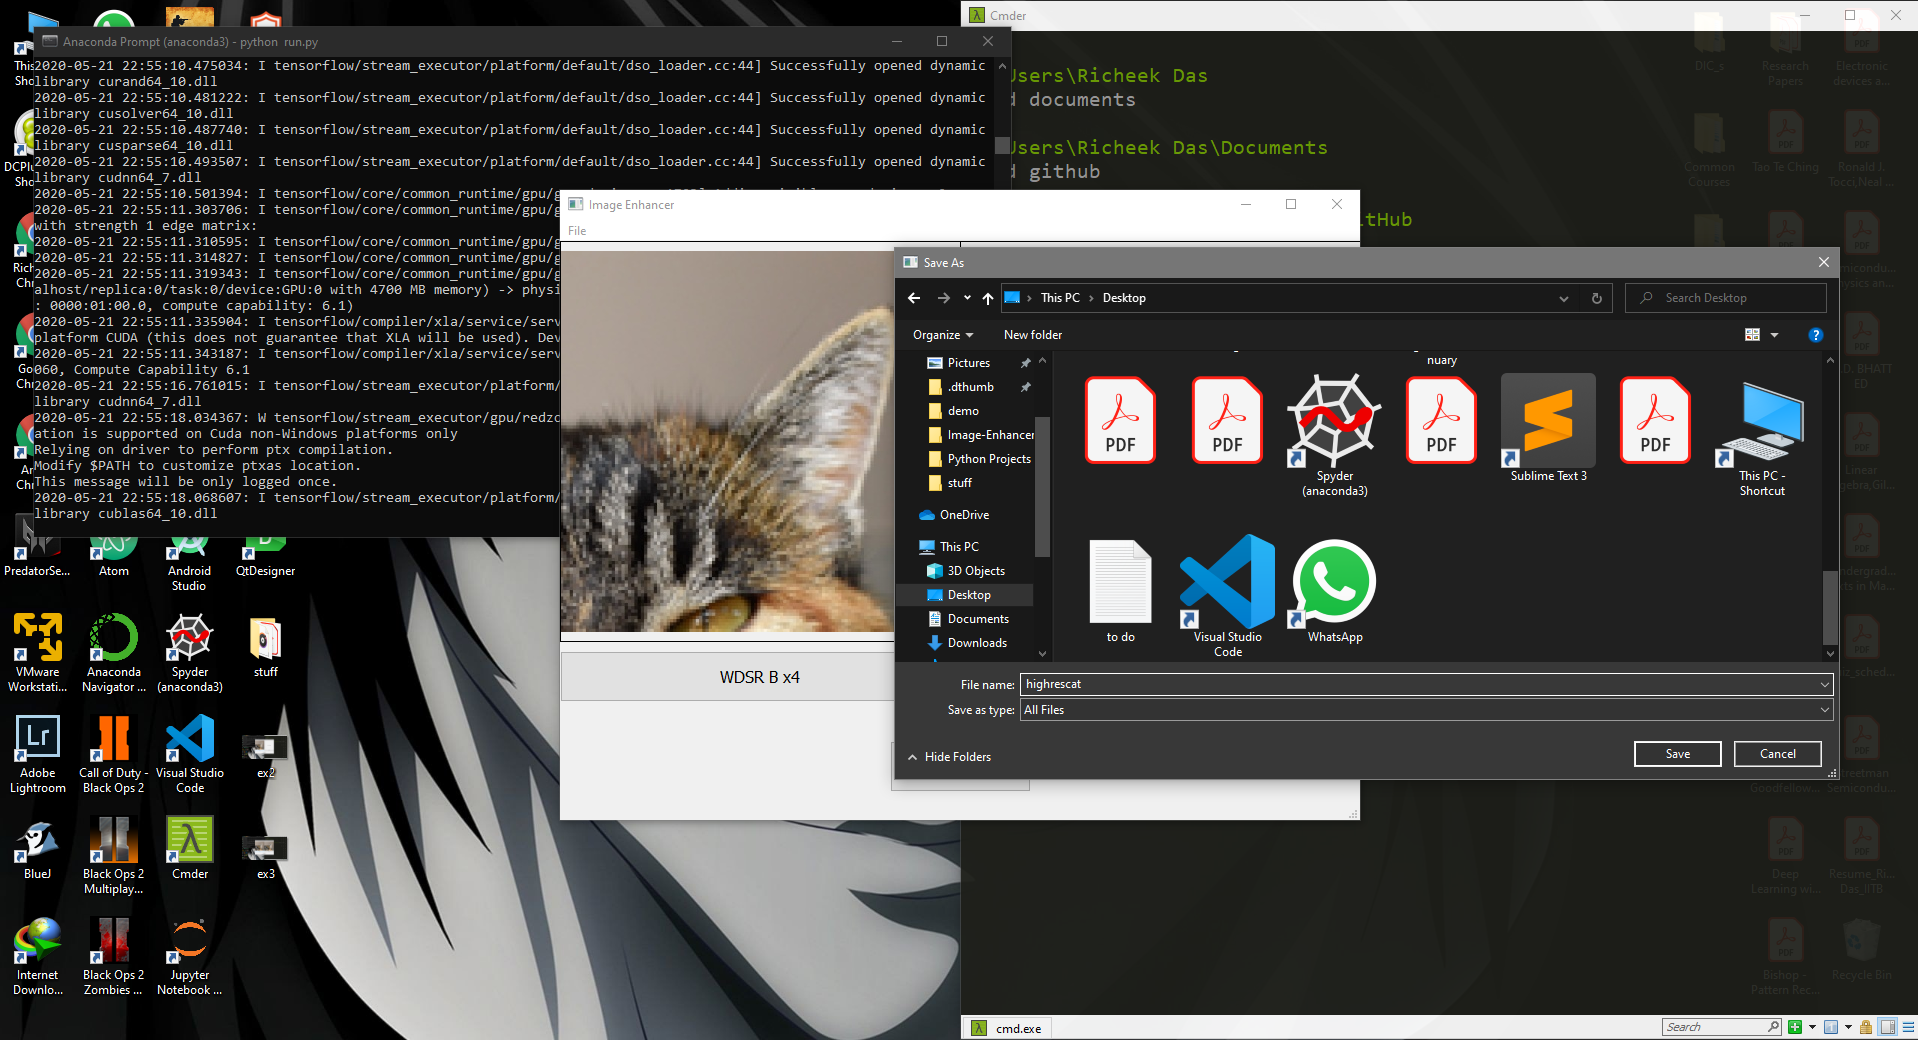 Anaconda Prompt (anaconda3) - python  run.py
2020-05-21 22:55:10.475034: I tensorflow/stream_executor/platform/default/dso_loader.cc:44] Successfully opened dynamic
library curand64_10.dll
2020-05-21 22:55:10.481222: I tensorflow/stream_executor/platform/default/dso_loader.cc:44] Successfully opened dynamic
library cusolver64_10.dll
2020-05-21 22:55:10.487740: I tensorflow/stream_executor/platform/default/dso_loader.cc:44] Successfully opened dynamic
library cusparse64_10.dll
2020-05-21 22:55:10.493507: I tensorflow/stream_executor/platform/default/dso_loader.cc:44] Successfully opened dynamic
library cudnn64_7.dll
2020-05-21 22:55:10.501394: I tensorflow/core/common_runtime/gpu/g
2020-05-21 22:55:11.303706: I tensorflow/core/common_runtime/gpu/g
with strength 1 edge matrix:
2020-05-21 22:55:11.310595: I tensorflow/core/common_runtime/gpu/g
2020-05-21 22:55:11.314827: I tensorflow/core/common_runtime/gpu/g
2020-05-21 22:55:11.319343: I tensorflow/core/common_runtime/gpu/g
alhost/replica:0/task:0/device:GPU:0 with 4700 MB memory) -> physi
: 0000:01:00.0, compute capability: 6.1)
2020-05-21 22:55:11.335904: I tensorflow/compiler/xla/service/serv
platform CUDA (this does not guarantee that XLA will be used). Dev
2020-05-21 22:55:11.343187: I tensorflow/compiler/xla/service/serv
060, Compute Capability 6.1
2020-05-21 22:55:16.761015: I tensorflow/stream_executor/platform/
library cudnn64_7.dll
2020-05-21 22:55:18.034367: W tensorflow/stream_executor/gpu/redzo
ation is supported on Cuda non-Windows platforms only
Relying on driver to perform ptx compilation.
Modify $PATH to customize ptxas location.
This message will be only logged once.
2020-05-21 22:55:18.068607: I tensorflow/stream_executor/platform/
library cublas64_10.dll
Cmder
Users\Richeek Das
d documents
Users\Richeek Das\Documents
d github
itHub
Image Enhancer
File
WDSR B x4
Save As
This PC
Desktop
Search Desktop
Organize
New folder
Pictures
.dthumb
demo
Image-Enhancer
Python Projects
stuff
OneDrive
This PC
3D Objects
Desktop
Documents
Downloads
nuary
PDF
PDF
Spyder
(anaconda3)
PDF
Sublime Text 3
PDF
This PC -
Shortcut
to do
Visual Studio
Code
WhatsApp
File name:
highrescat
Save as type:
All Files
Hide Folders
Save
Cancel
This
Sho
DCPlu
Sho
Rich
Chr
Go
Chr
An
Chr
PredatorSe...
Atom
Android
Studio
QtDesigner
VMware
Workstati...
Anaconda
Navigator ...
Spyder
(anaconda3)
stuff
Adobe
Lightroom
Call of Duty -
Black Ops 2
Visual Studio
Code
ex2
BlueJ
Black Ops 2
Multiplay...
Cmder
ex3
Internet
Downlo...
Black Ops 2
Zombies ...
Jupyter
Notebook ...
DIC_s
Research
Papers
Electronic
devices a...
Common
Courses
Tao Te Ching
Ronald J.
Tocci,Neal ...
Deep
Learning wi...
Resume_Ri...
Das_IITB
Bishop -
Pattern Rec...
Recycle Bin
cmd.exe
Search